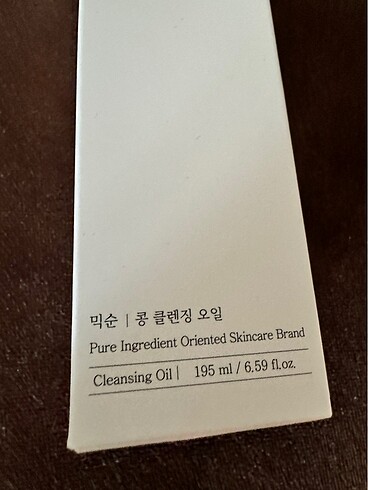 믹순 | 콩 클렌징 오일
Pure Ingredient Oriented Skincare Brand
Cleansing Oil | 195 ml / 6.59 fl.oz.